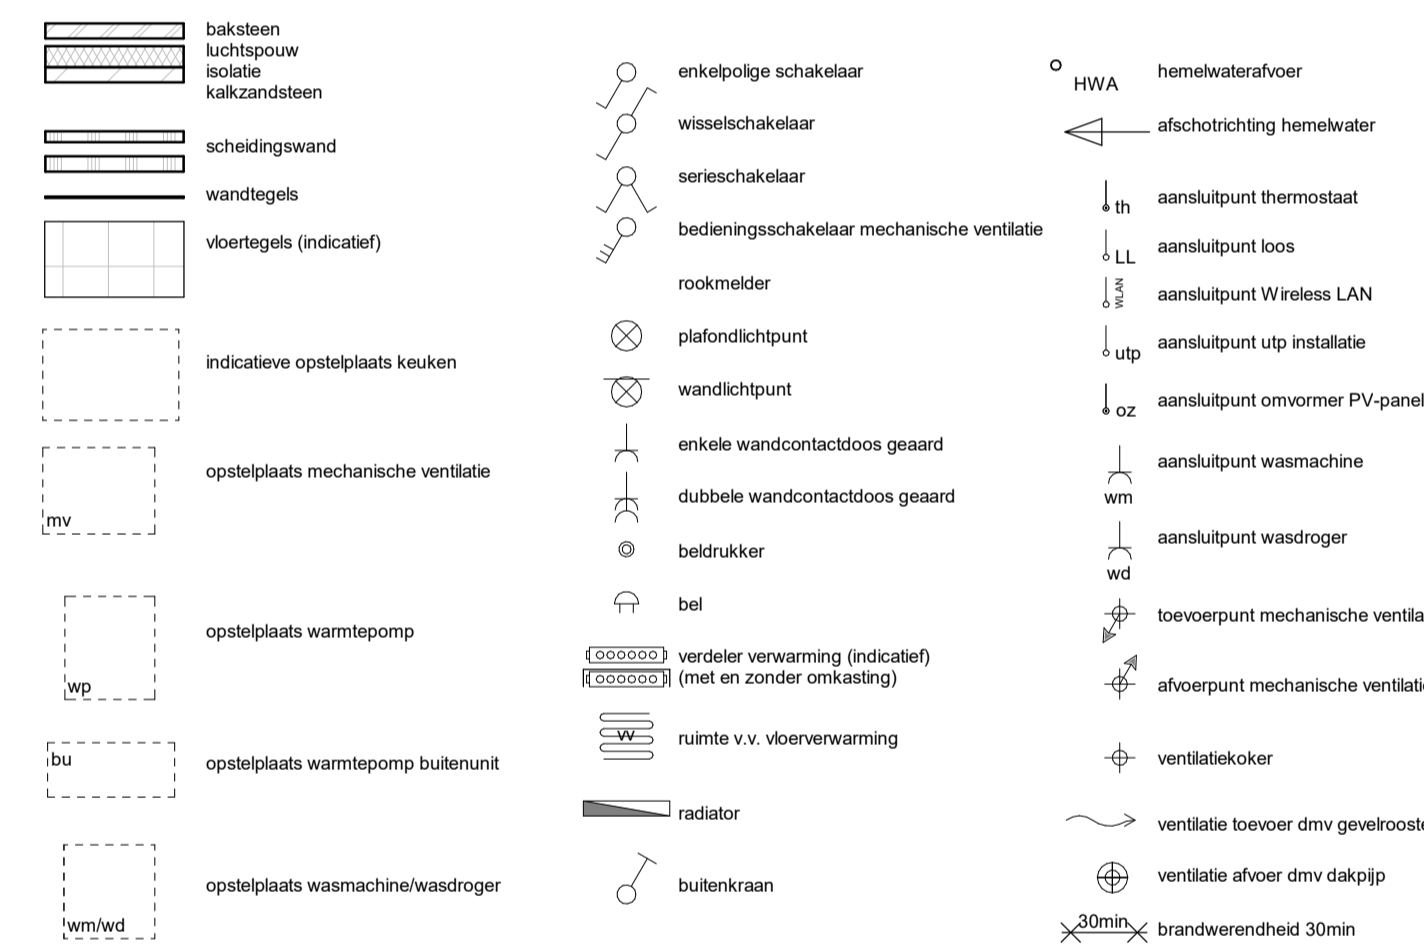 baksteen
luchtspouw
isolatie
kalkzandsteen
scheidingswand
wandtegels
vloertegels (indicatief)
indicatieve opstelplaats keuken
opstelplaats mechanische ventilatie
mv
opstelplaats warmtepomp
wp
bu
opstelplaats warmtepomp buitenunit
opstelplaats wasmachine/wasdroger
wm/wd
enkelpolige schakelaar
wisselschakelaar
serieschakelaar
bedieningsschakelaar mechanische ventilatie
rookmelder
plafondlichtpunt
wandlichtpunt
enkele wandcontactdoos geaard
dubbele wandcontactdoos geaard
beldrukker
bel
verdeler verwarming (indicatief)
(met en zonder omkasting)
vv
ruimte v.v. vloerverwarming
radiator
buitenkraan
HWA hemelwaterafvoer
afschotrichting hemelwater
th aansluitpunt thermostaat
LL aansluitpunt loos
WLAN aansluitpunt Wireless LAN
utp aansluitpunt utp installatie
oz aansluitpunt omvormer PV-panel
aansluitpunt wasmachine
wm
aansluitpunt wasdroger
wd
toevoerpunt mechanische ventila
afvoerpunt mechanische ventilati
ventilatiekoker
ventilatie toevoer dmv gevelrooste
ventilatie afvoer dmv dakpijp
30min brandwerendheid 30min